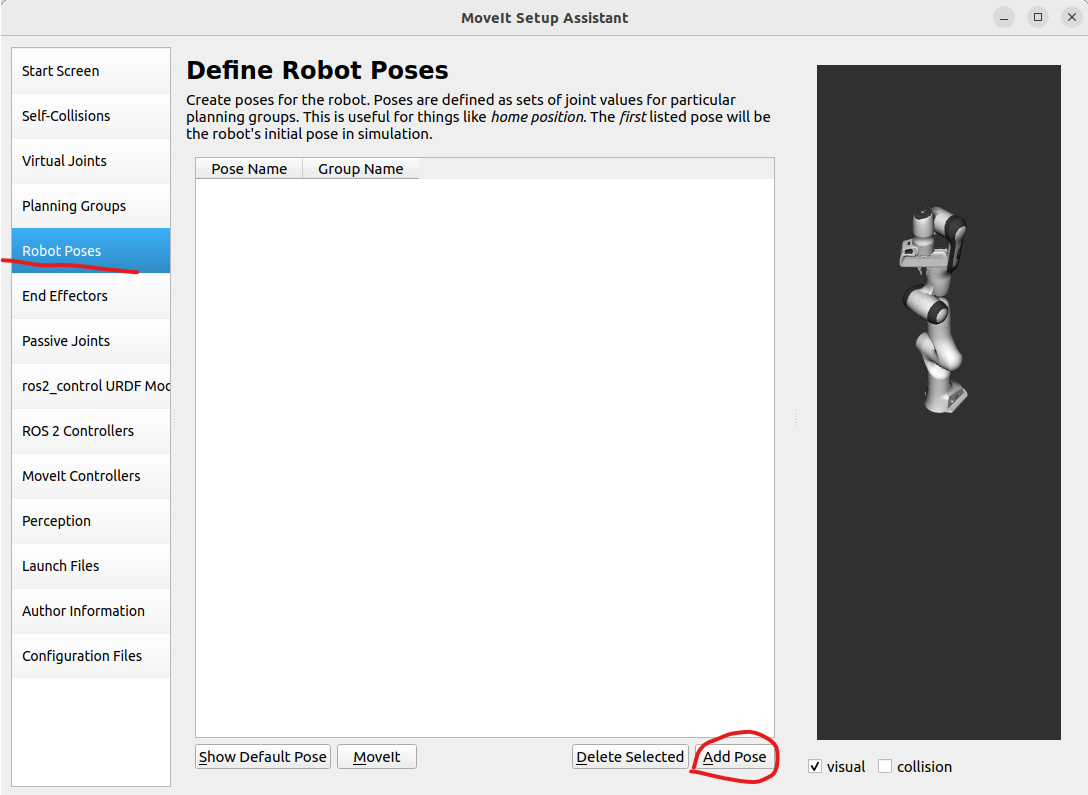 MoveIt Setup Assistant
Start Screen
Self-Collisions
Virtual Joints
Planning Groups
Robot Poses
End Effectors
Passive Joints
ros2_control URDF Mod
ROS 2 Controllers
MoveIt Controllers
Perception
Launch Files
Author Information
Configuration Files
Define Robot Poses
Create poses for the robot. Poses are defined as sets of joint values for particular
planning groups. This is useful for things like home position. The first listed pose will be
the robot's initial pose in simulation.
Pose Name Group Name
Show Default Pose MoveIt Delete Selected Add Pose
visual collision